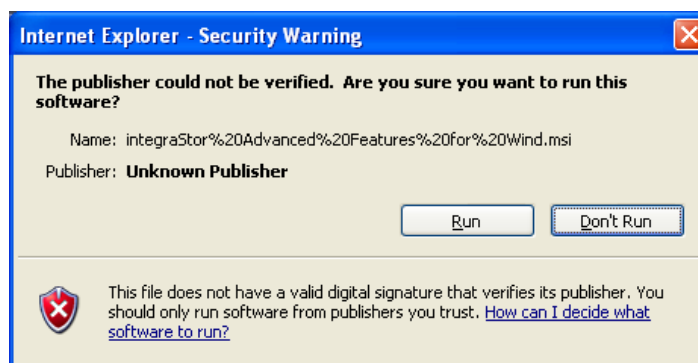 Internet Explorer - Security Warning
The publisher could not be verified.  Are you sure you want to run this
software?
Name: integraStor%20Advanced%20Features%20for%20Wind.msi
Publisher: Unknown Publisher
Run
Don't Run
This file does not have a valid digital signature that verifies its publisher. You
should only run software from publishers you trust. How can I decide what
software to run?